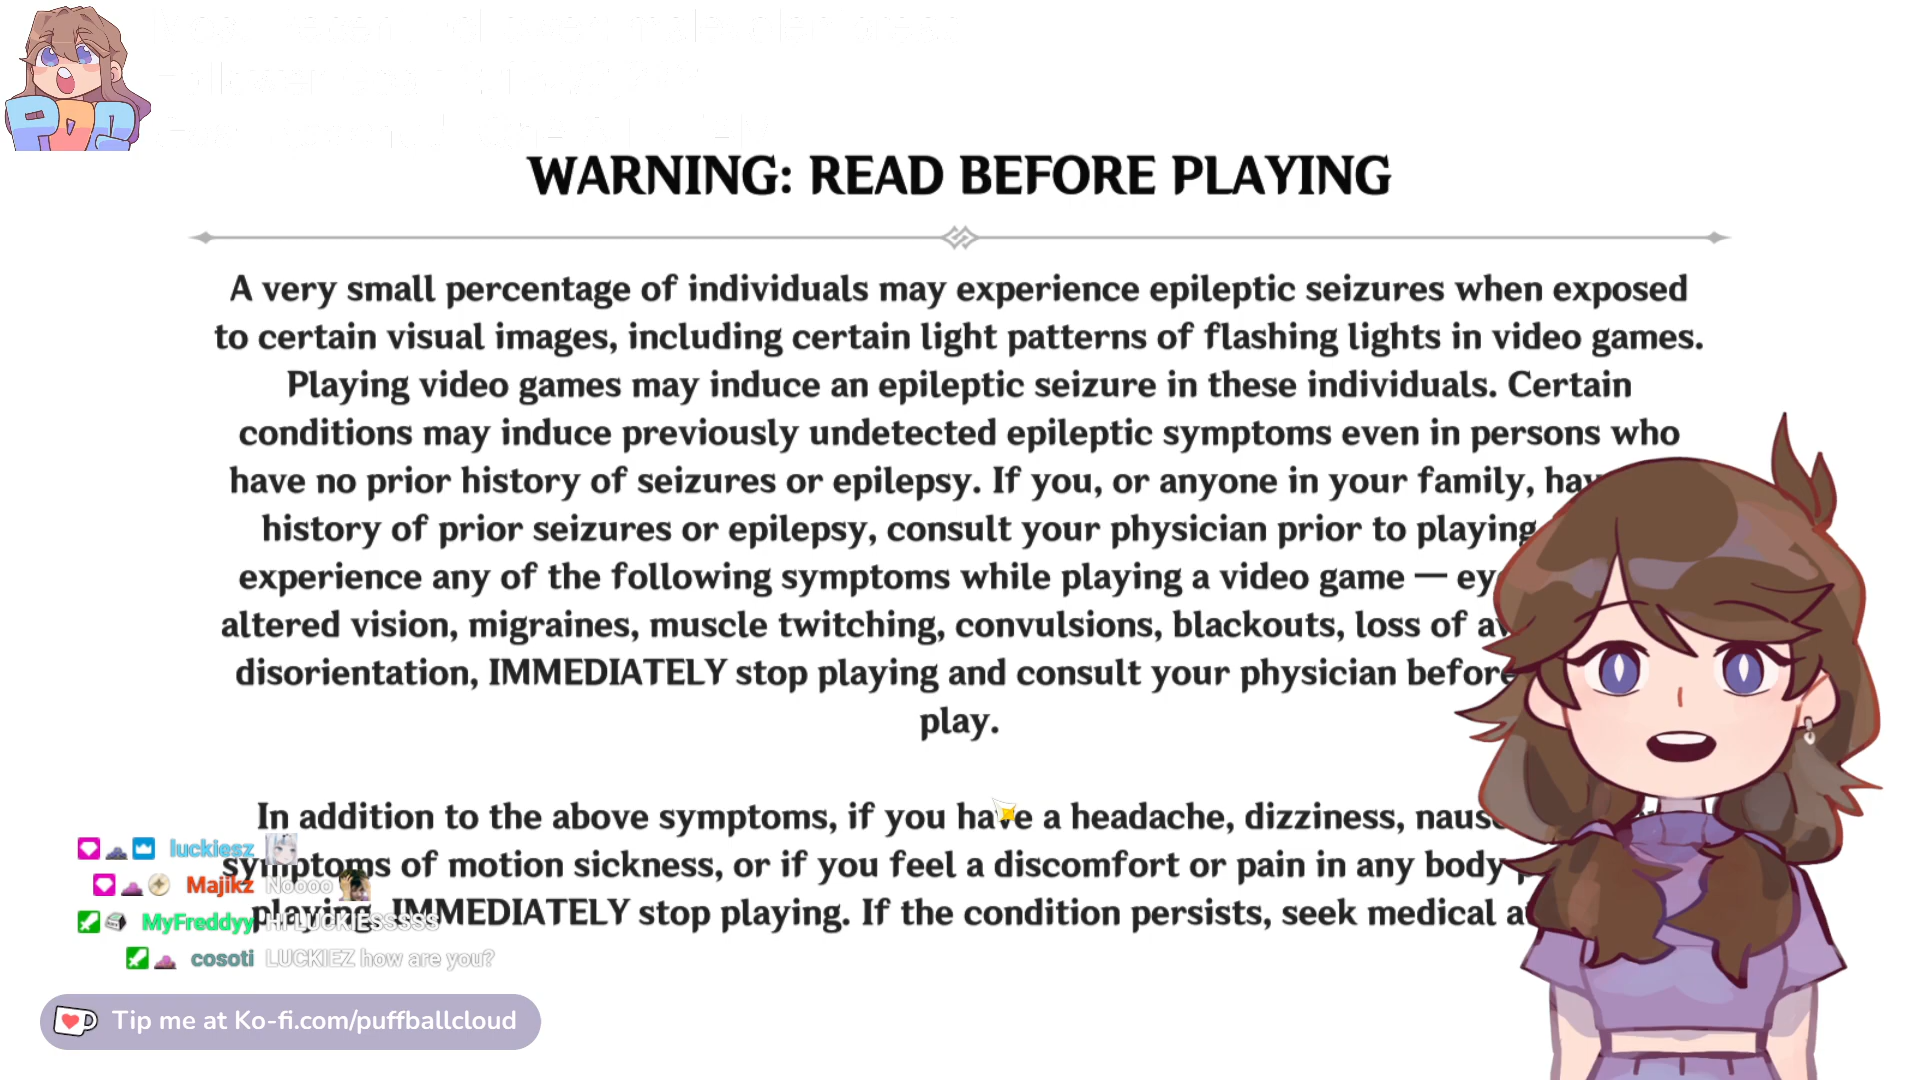 POG
WARNING: READ BEFORE PLAYING
A very small percentage of individuals may experience epileptic seizures when exposed
to certain visual images, including certain light patterns of flashing lights in video games.
Playing video games may induce an epileptic seizure in these individuals. Certain
conditions may induce previously undetected epileptic symptoms even in persons who
have no prior history of seizures or epilepsy. If you, or anyone in your family,
history of prior seizures or epilepsy, consult your physician prior to playing
experience any of the following symptoms while playing a video game —
altered vision, migraines, muscle twitching, convulsions, blackouts, loss of
disorientation, IMMEDIATELY stop playing and consult your physician before
play.
In addition to the above symptoms, if you have a headache, dizziness,
symptoms of motion sickness, or if you feel a discomfort or pain in any body
playing, IMMEDIATELY stop playing. If the condition persists, seek medical
luckiesz
Majikz Noooo
MyFreddyy HI LUCKIESSSSS
cosoti LUCKIEZ how are you?
Tip me at Ko-fi.com/puffballcloud